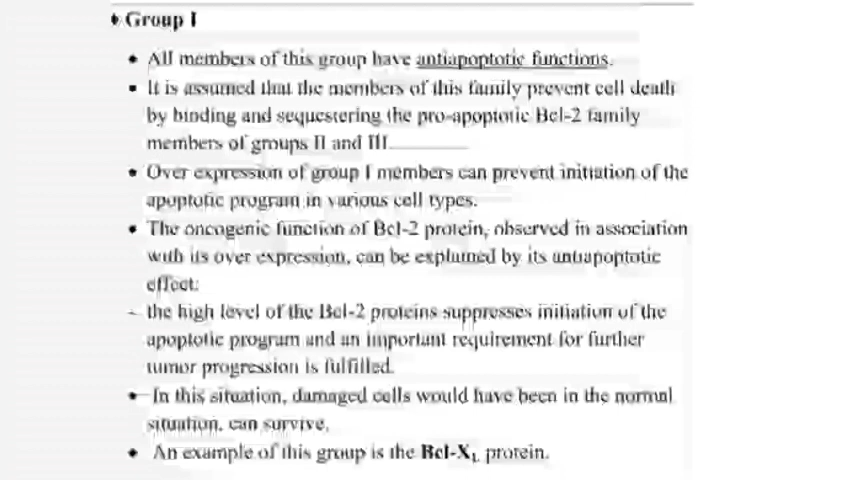 ♦ Group I
• All members of this group have antiapoptotic functions.
• It is assumed that the members of this family prevent cell death
by binding and sequestering the pro-apoptotic Bcl-2 family
members of groups II and III.
• Over expression of group I members can prevent initiation of the
apoptotic program in various cell types.
• The oncogenic function of Bcl-2 protein, observed in association
with its over expression, can be explained by its antiapoptotic
effect:
- the high level of the Bcl-2 proteins suppresses initiation of the
apoptotic program and an important requirement for further
tumor progression is fulfilled.
• In this situation, damaged cells would have been in the normal
situation, can survive.
• An example of this group is the Bcl-XL protein.